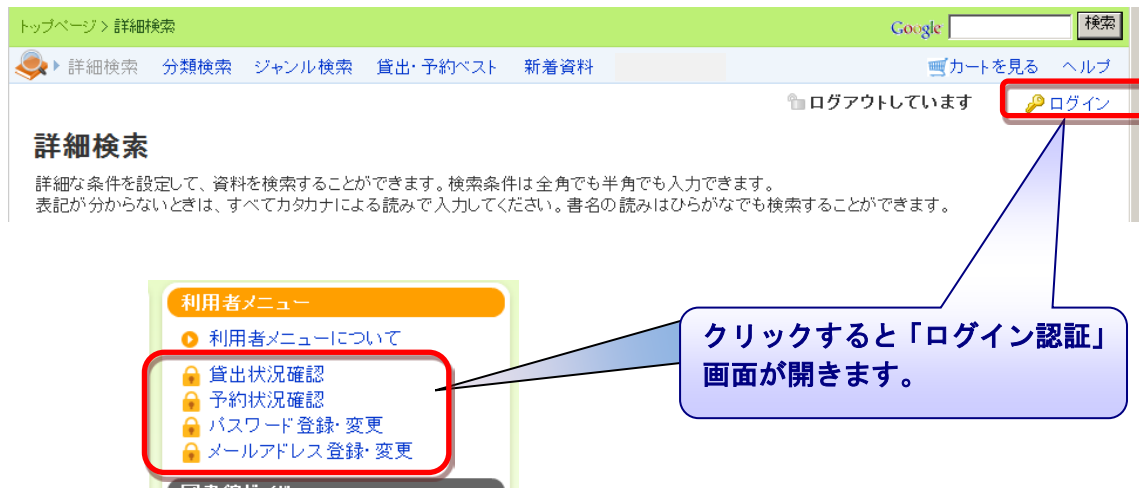 トップページ > 詳細検索
Google 検索
詳細検索 分類検索 ジャンル検索 貸出・予約ベスト 新着資料 カートを見る ヘルプ
ログアウトしています ログイン
詳細検索
詳細な条件を設定して、資料を検索することができます。検索条件は全角でも半角でも入力できます。
表記が分からないときは、すべてカタカナによる読みで入力してください。書名の読みはひらがなでも検索することができます。
利用者メニュー
利用者メニューについて
貸出状況確認
予約状況確認
パスワード登録・変更
メールアドレス登録・変更
クリックすると「ログイン認証」
画面が開きます。